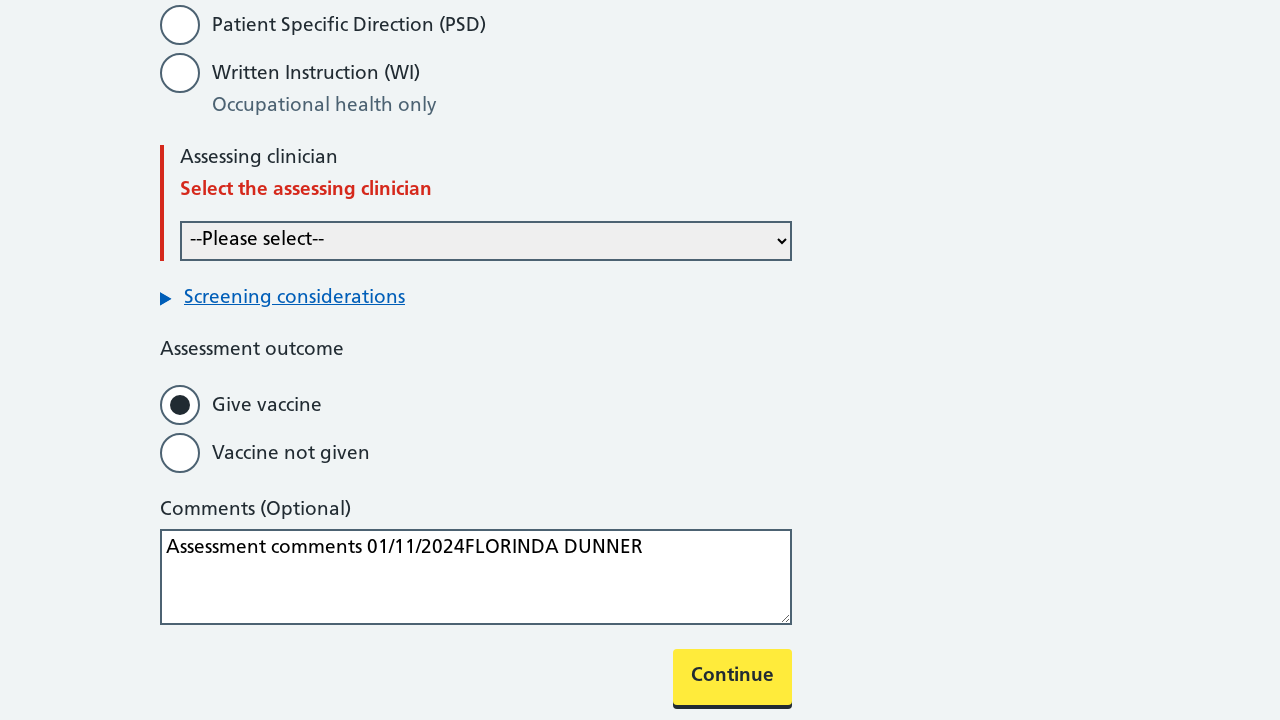 Patient Specific Direction (PSD)
Written Instruction (WI)
Occupational health only
Assessing clinician
Select the assessing clinician
--Please select--
Screening considerations
Assessment outcome
Give vaccine
Vaccine not given
Comments (Optional)
Assessment comments 01/11/2024FLORINDA DUNNER
Continue